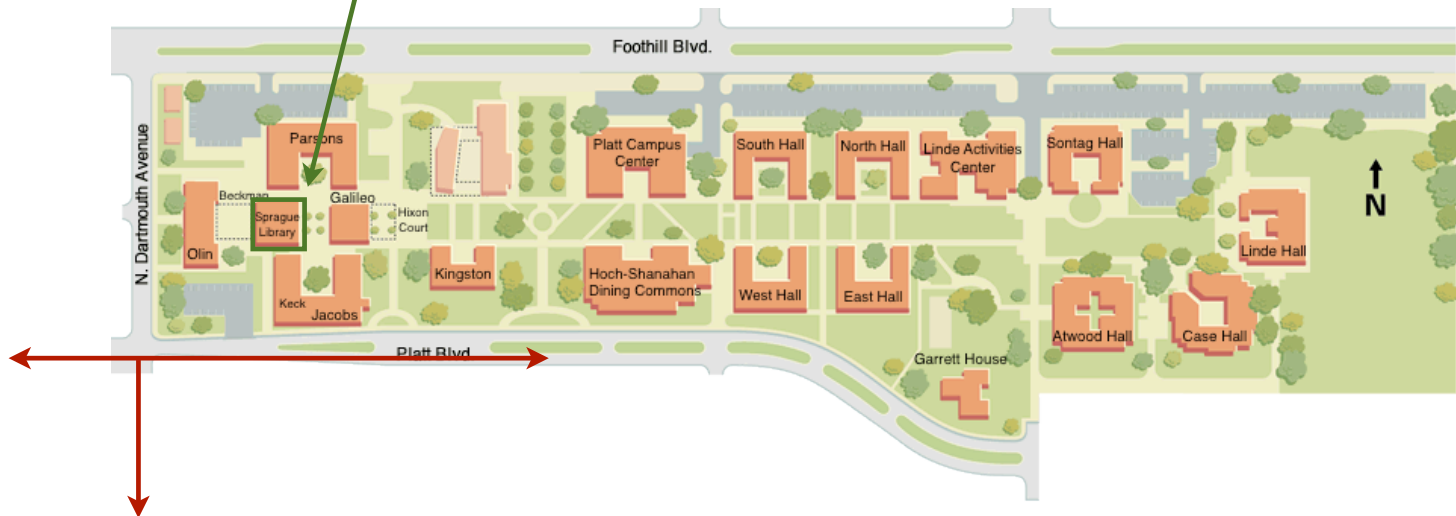 Foothill Blvd.
N. Dartmouth Avenue
Parsons
Platt Campus
Center
South Hall
North Hall
Linde Activities
Center
Sontag Hall
N
Beckman
Galileo
Sprague
Library
Hixon
Court
Olin
Kingston
Hoch-Shanahan
Dining Commons
West Hall
East Hall
Linde Hall
Keck
Jacobs
Atwood Hall
Case Hall
Platt Blvd.
Garrett House